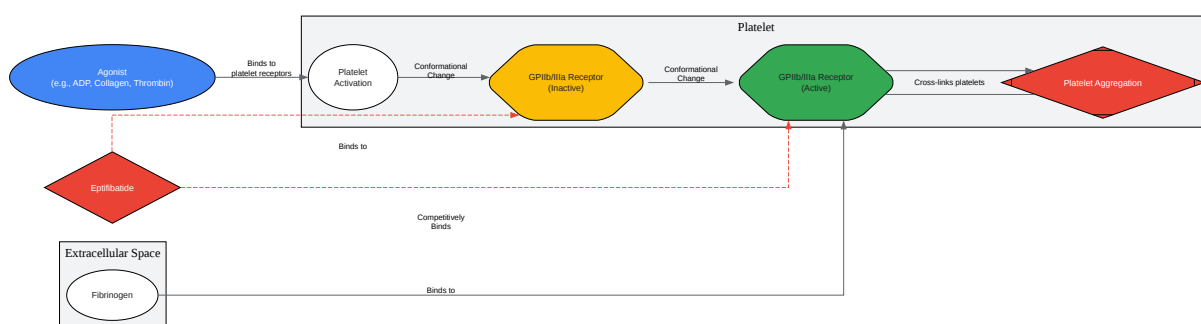 Platelet
Agonist
(e.g., ADP, Collagen, Thrombin)
Binds to
platelet receptors
Platelet
Activation
Conformational
Change
GPIIb/IIIa Receptor
(Inactive)
Conformational
Change
GPIIb/IIIa Receptor
(Active)
Cross-links platelets
Platelet Aggregation
Binds to
Eptifibatide
Competitively
Binds
Extracellular Space
Fibrinogen
Binds to